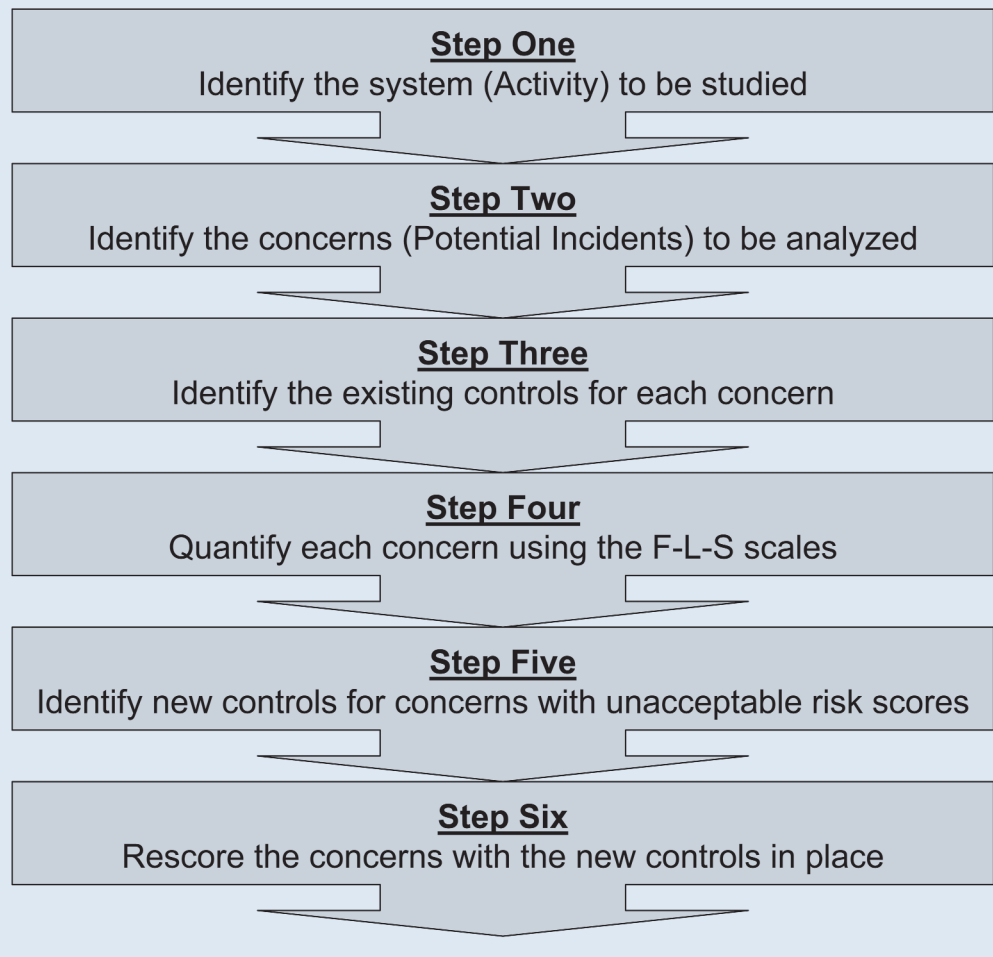 Step One
Identify the system (Activity) to be studied
Step Two
Identify the concerns (Potential Incidents) to be analyzed
Step Three
Identify the existing controls for each concern
Step Four
Quantify each concern using the F-L-S scales
Step Five
Identify new controls for concerns with unacceptable risk scores
Step Six
Rescore the concerns with the new controls in place